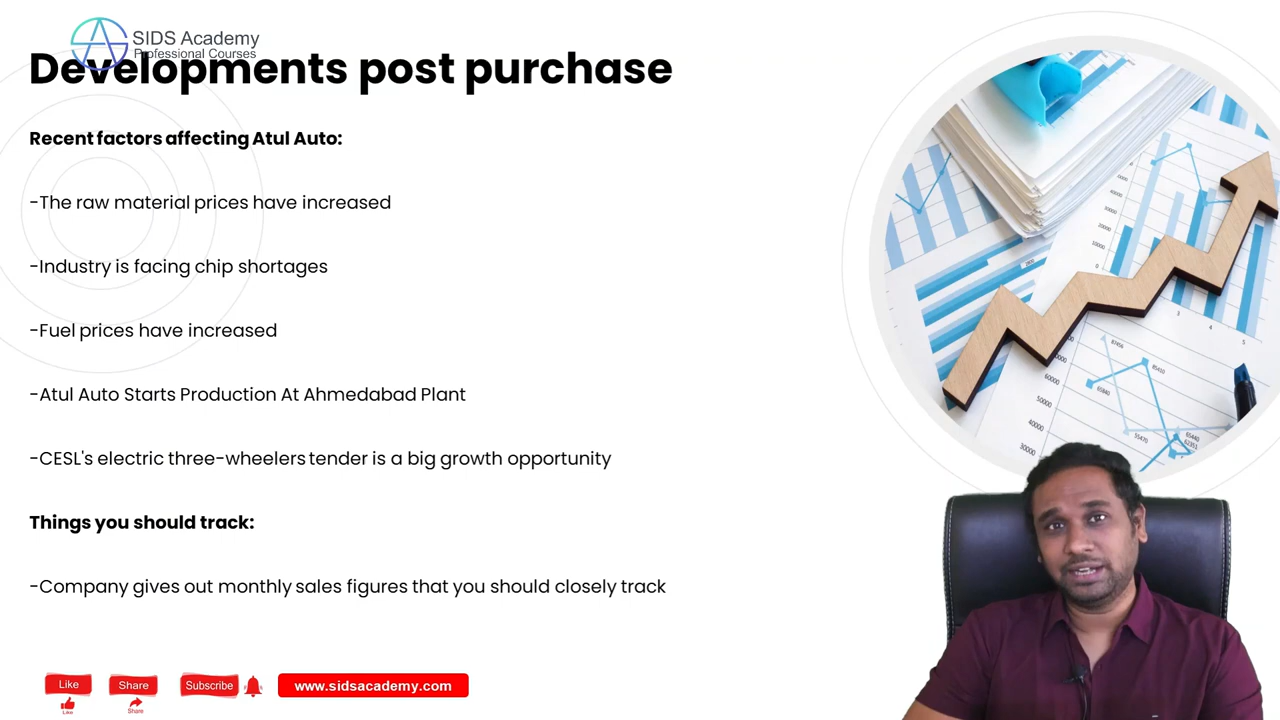 SIDS Academy
Professional Courses
Developments post purchase
Recent factors affecting Atul Auto:
-The raw material prices have increased
-Industry is facing chip shortages
-Fuel prices have increased
-Atul Auto Starts Production At Ahmedabad Plant
-CESL's electric three-wheelers tender is a big growth opportunity
Things you should track:
-Company gives out monthly sales figures that you should closely track
Like
Share
Subscribe
www.sidsacademy.com
Like
Share